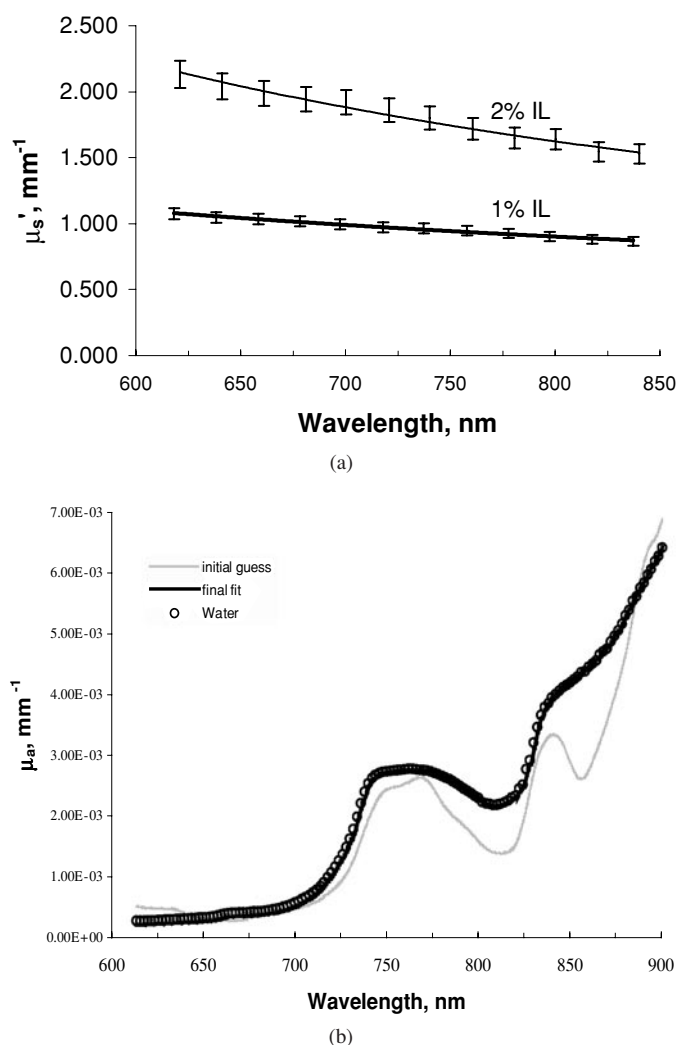 2.500
2.000
1.500
1.000
0.500
0.000
μs', mm-1
2% IL
1% IL
600 650 700 750 800 850
Wavelength, nm
(a)
7.00E-03
6.00E-03
5.00E-03
4.00E-03
3.00E-03
2.00E-03
1.00E-03
0.00E+00
μa, mm-1
initial guess
final fit
Water
600 650 700 750 800 850 900
Wavelength, nm
(b)